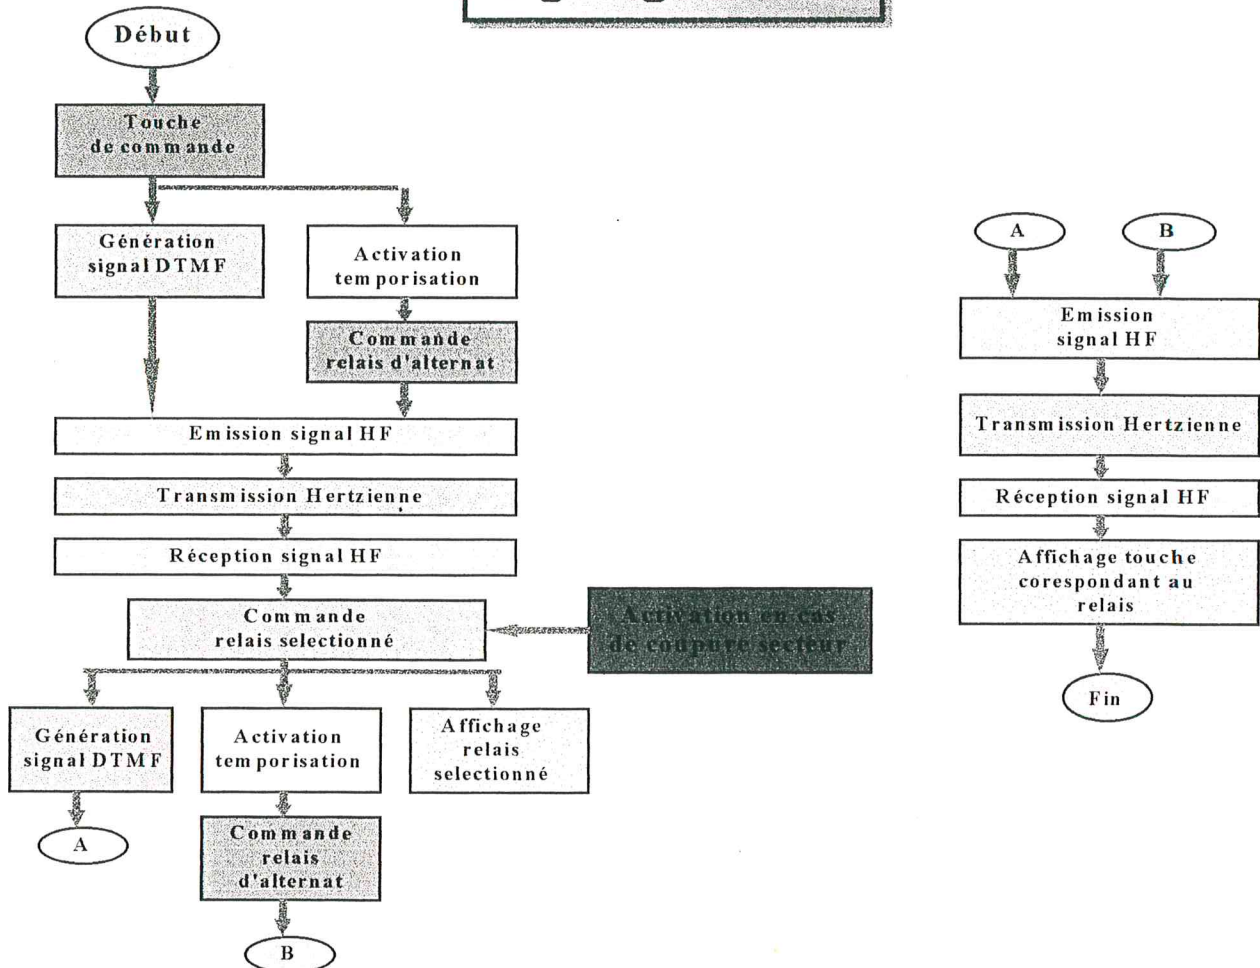 Début
Touche
de commande
Génération
signal DTMF
Activation
temporisation
Commande
relais d'alternat
Emission signal HF
Transmission Hertzienne
Réception signal HF
Commande
relais selectionné
Activation en cas
de coupure secteur
Génération
signal DTMF
Activation
temporisation
Affichage
relais
selectionné
A
Commande
relais
d'alternat
B
A
B
Emission
signal HF
Transmission Hertzienne
Réception signal HF
Affichage touche
corespondant au
relais
Fin